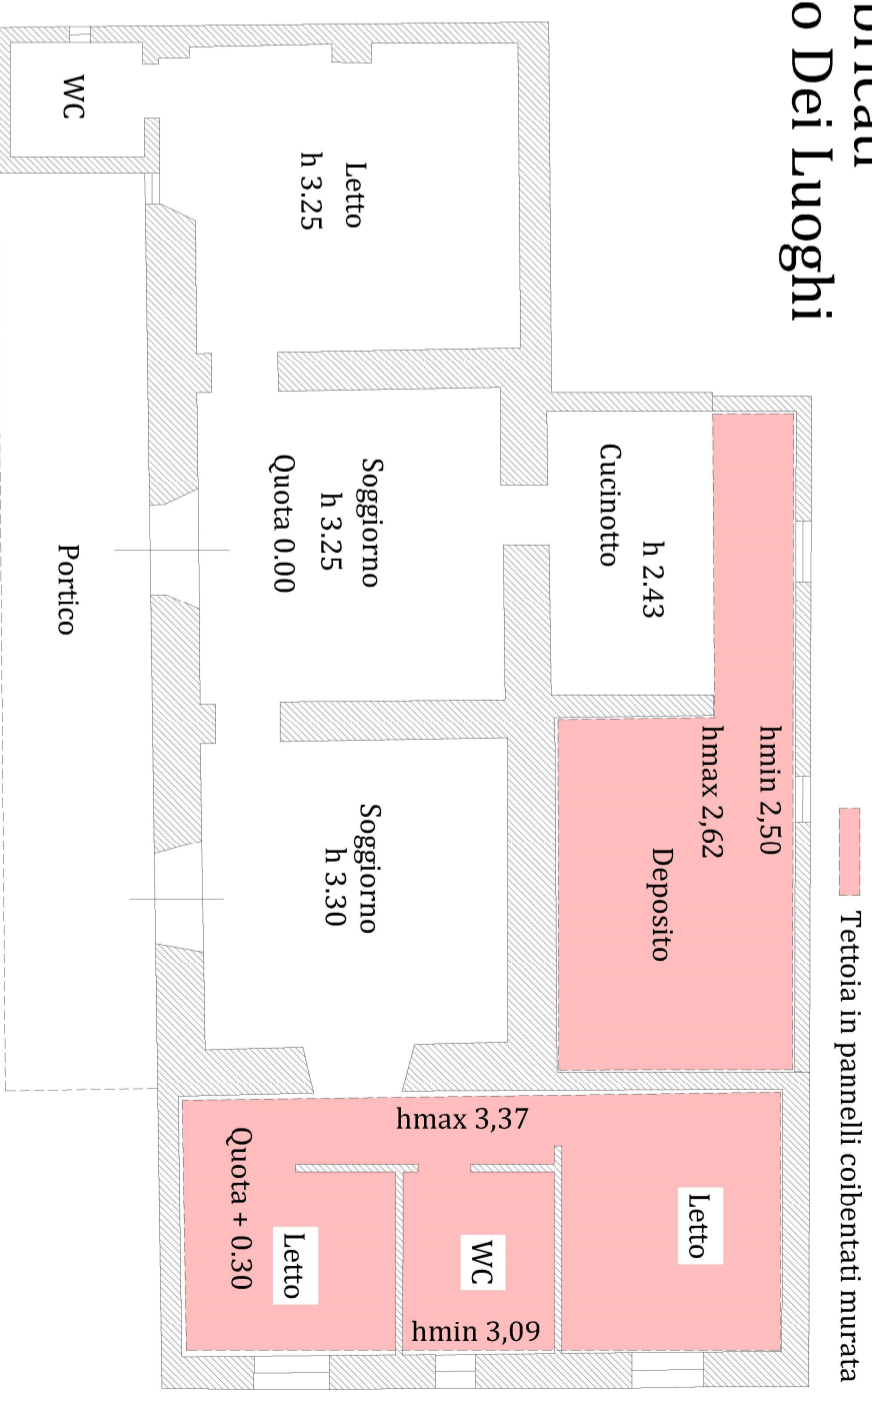 o Dei Luoghi
Tettoia in pannelli coibentati murata
hmin 2,50
hmax 2,62
Deposito
h 2.43
Cucinotto
Letto
h 3.25
WC
Soggiorno
h 3.25
Quota 0.00
Soggiorno
h 3.30
Portico
hmax 3,37
Letto
WC
hmin 3,09
Letto
Quota + 0.30